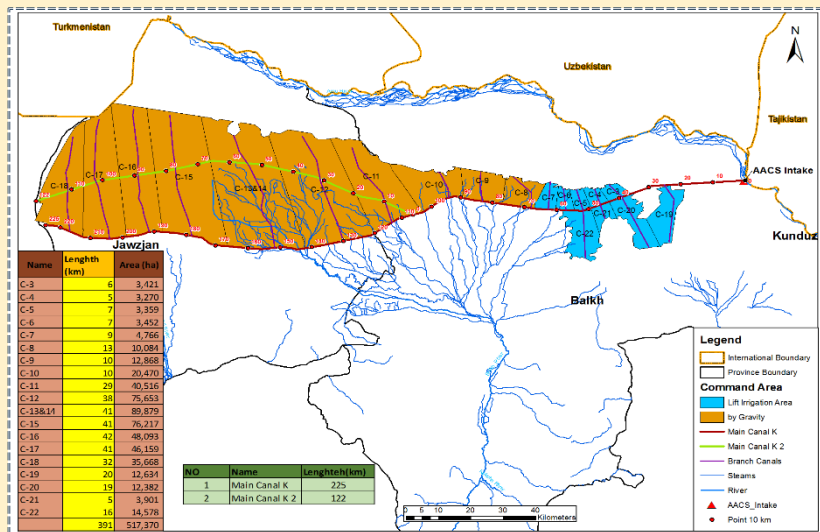 Turkmenistan
Uzbekistan
Tajikistan
N
AACS Intake
Kunduz
Jawzjan
Balkh
C-18
C-17
C-16
C-15
C-13&14
C-12
C-11
C-10
C-9
C-8
C-7
C-6
C-5
C-4
C-3
C-21
C-20
C-22
C-19
Name Lenghth (km) Area (ha)
C-3 6 3,421
C-4 5 3,270
C-5 7 3,359
C-6 7 3,452
C-7 9 4,766
C-8 13 10,084
C-9 10 12,868
C-10 10 20,470
C-11 29 40,516
C-12 38 75,653
C-13&14 41 89,879
C-15 41 76,217
C-16 42 48,093
C-17 41 46,159
C-18 32 35,668
C-19 20 12,634
C-20 19 12,382
C-21 5 3,901
C-22 16 14,578
391 517,370
NO Name Lenghteh(km)
1 Main Canal K 225
2 Main Canal K 2 122
0 5 10 20 30 40
Kilometers
Legend
International Boundary
Province Boundary
Command Area
Lift Irrigation Area
by Gravity
Main Canal K
Main Canal K 2
Branch Canals
Steams
River
AACS_Intake
Point 10 km